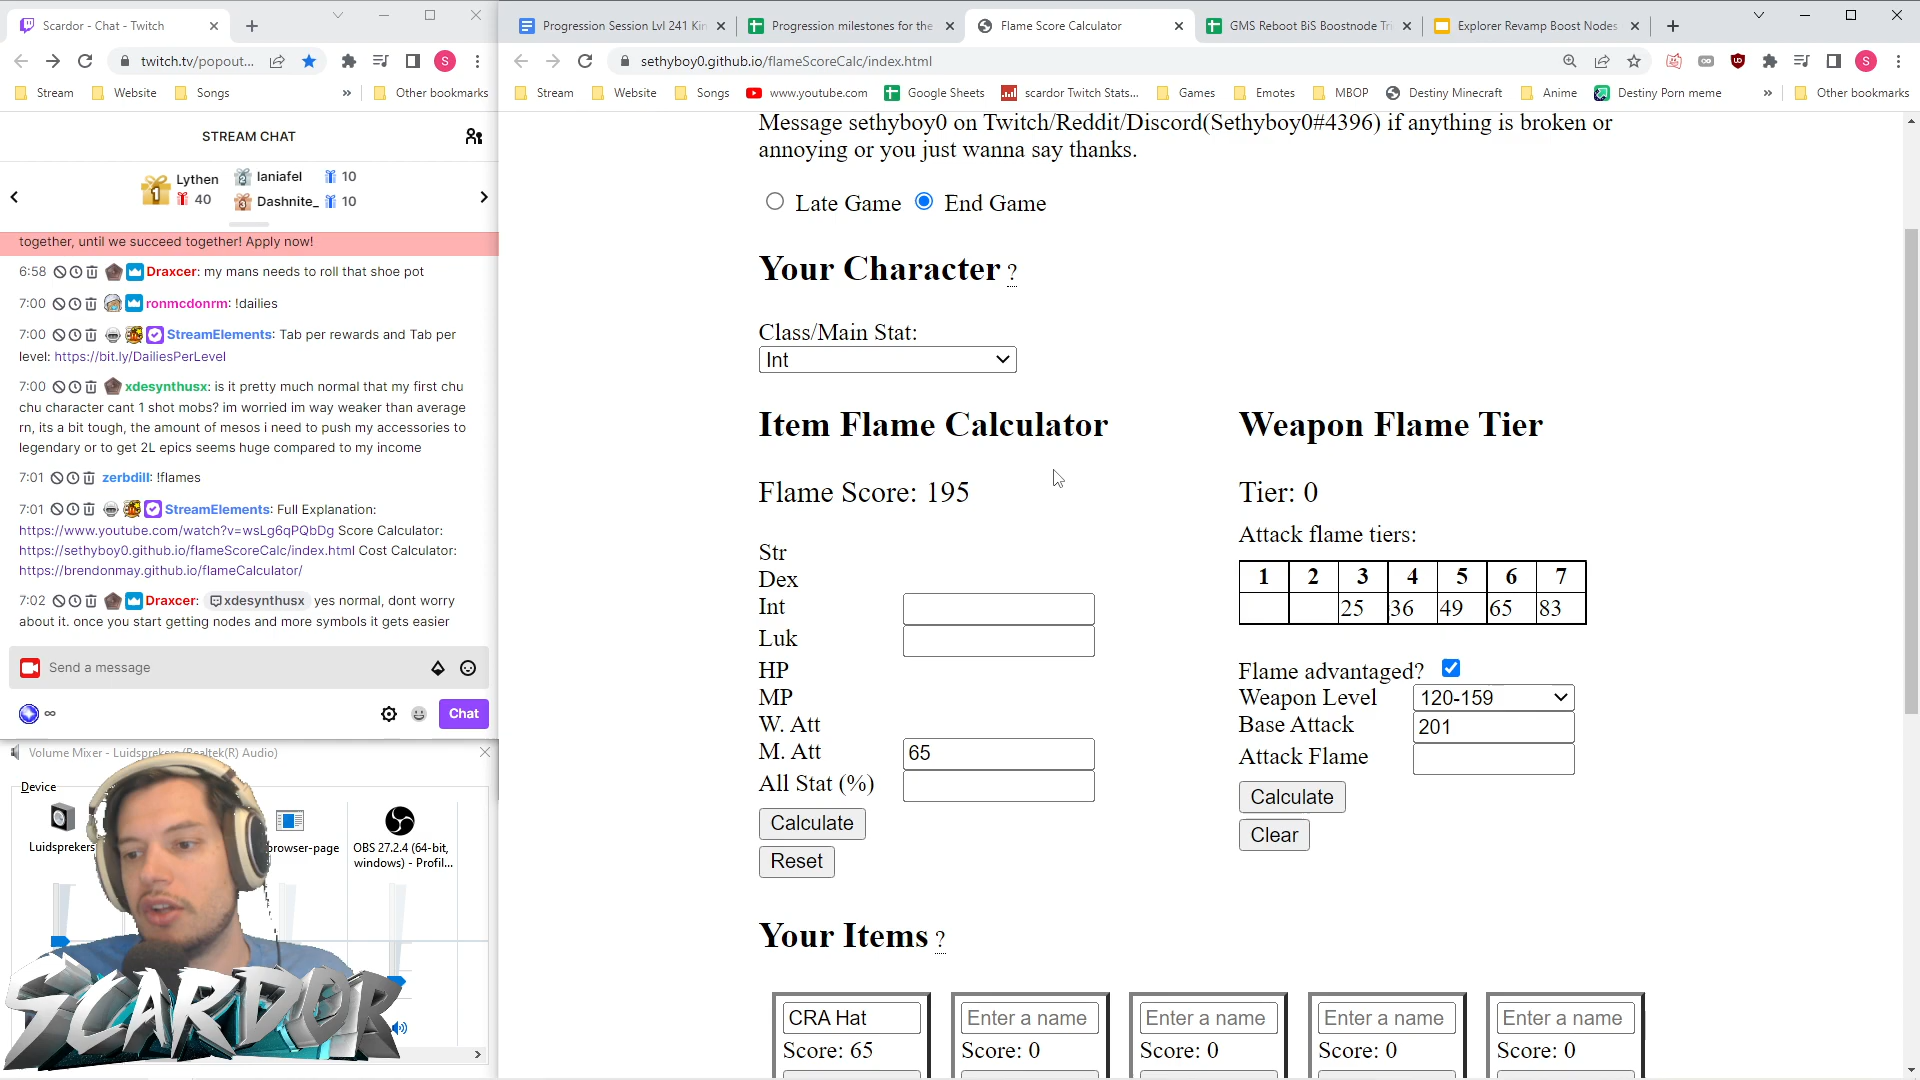 Scardor - Chat - Twitch
Progression Session Lvl 241 Kin
Progression milestones for the
Flame Score Calculator
GMS Reboot BiS Boostnode Tri
Explorer Revamp Boost Nodes
twitch.tv/popout...
sethyboy0.github.io/flameScoreCalc/index.html
Stream
Website
Songs
»
Other bookmarks
Stream
Website
Songs
www.youtube.com
Google Sheets
scardor Twitch Stats...
Games
Emotes
MBOP
Destiny Minecraft
Anime
Destiny Porn meme
»
Other bookmarks
STREAM CHAT
Lythen
40
laniafel 10
Dashnite_ 10
together, until we succeed together! Apply now!
6:58 Draxcer: my mans needs to roll that shoe pot
7:00 ronmcdonrm: !dailies
7:00 StreamElements: Tab per rewards and Tab per
level: https://bit.ly/DailiesPerLevel
7:00 xdesynthusx: is it pretty much normal that my first chu
chu character cant 1 shot mobs? im worried im way weaker than average
rn, its a bit tough, the amount of mesos i need to push my accessories to
legendary or to get 2L epics seems huge compared to my income
7:01 zerbdill: !flames
7:01 StreamElements: Full Explanation:
https://www.youtube.com/watch?v=wsLg6qPQbDg Score Calculator:
https://sethyboy0.github.io/flameScoreCalc/index.html Cost Calculator:
https://brendonmay.github.io/flameCalculator/
7:02 Draxcer: xdesynthusx yes normal, dont worry
about it. once you start getting nodes and more symbols it gets easier
Send a message
∞
Chat
Volume Mixer - Luidsprekers (Realtek(R) Audio)
Device
Luidsprekers
browser-page
OBS 27.2.4 (64-bit,
windows) - Profil...
SCARDOR
Message sethyboy0 on Twitch/Reddit/Discord(Sethyboy0#4396) if anything is broken or
annoying or you just wanna say thanks.
Late Game
End Game
Your Character ?
Class/Main Stat:
Int
Item Flame Calculator
Flame Score: 195
Str
Dex
Int
Luk
HP
MP
W. Att
M. Att 65
All Stat (%)
Calculate
Reset
Weapon Flame Tier
Tier: 0
Attack flame tiers:
1 2 3 4 5 6 7
25 36 49 65 83
Flame advantaged?
Weapon Level 120-159
Base Attack 201
Attack Flame
Calculate
Clear
Your Items ?
CRA Hat
Enter a name
Enter a name
Enter a name
Enter a name
Score: 65
Score: 0
Score: 0
Score: 0
Score: 0